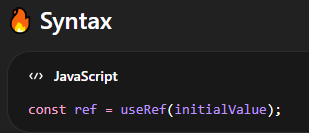 🔥 Syntax
</> JavaScript
const ref = useRef(initialValue);